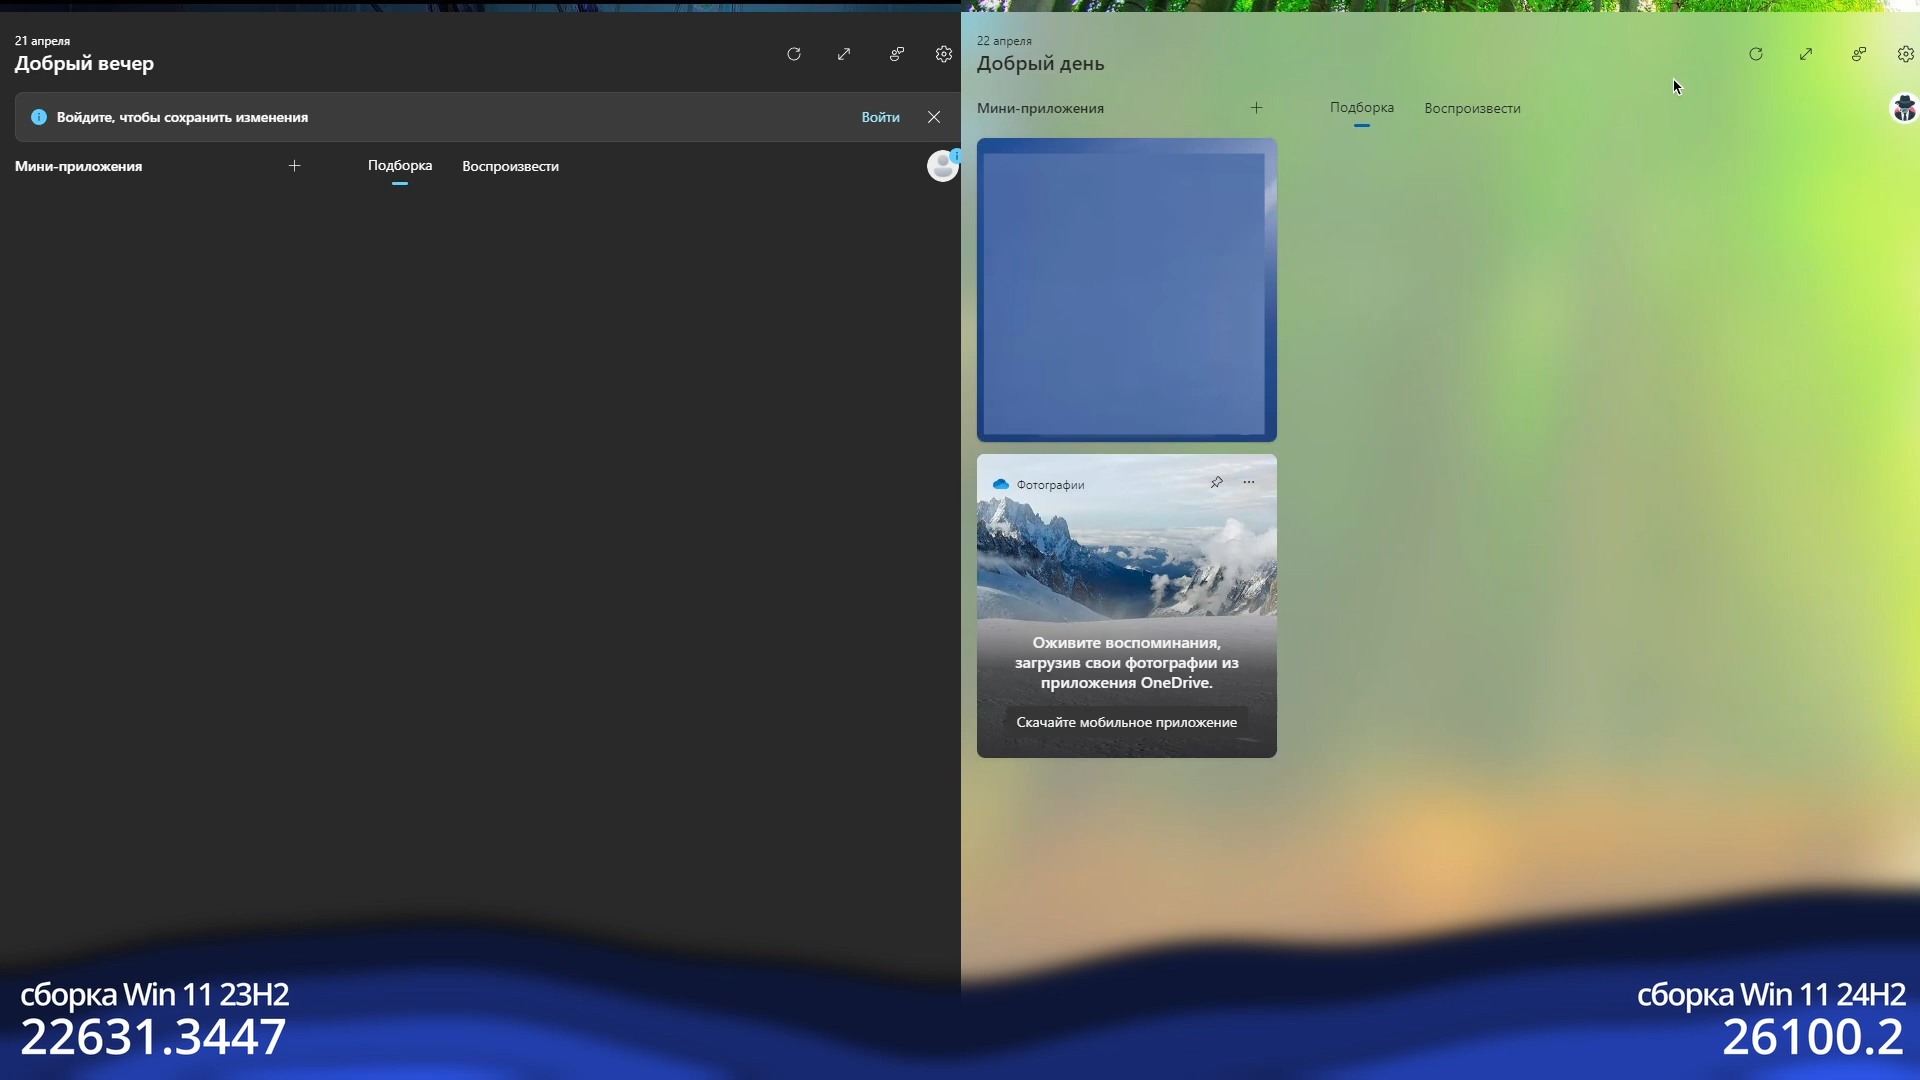 21 апреля
Добрый вечер
Войдите, чтобы сохранить изменения
Войти
Мини-приложения
Подборка
Воспроизвести
сборка Win 11 23H2
22631.3447
22 апреля
Добрый день
Мини-приложения
Подборка
Воспроизвести
Фотографии
Оживите воспоминания,
загрузив свои фотографии из
приложения OneDrive.
Скачайте мобильное приложение
сборка Win 11 24H2
26100.2